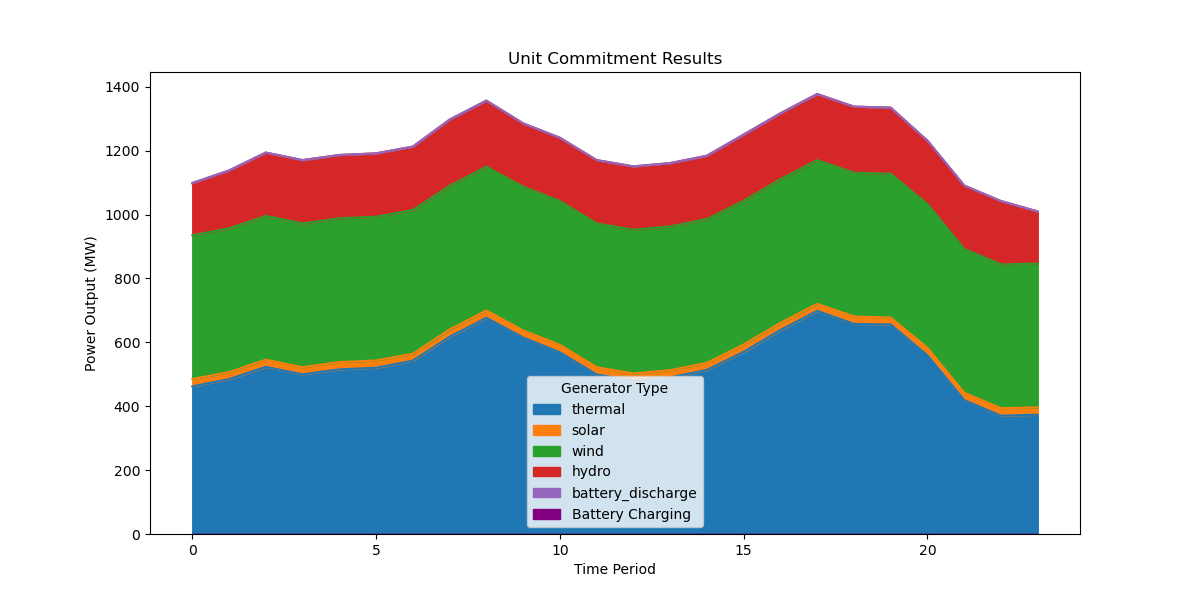 Unit Commitment Results
Power Output (MW)
1400
1200
1000
800
600
400
200
0
Generator Type
thermal
solar
wind
hydro
battery_discharge
Battery Charging
0 5 10 15 20
Time Period